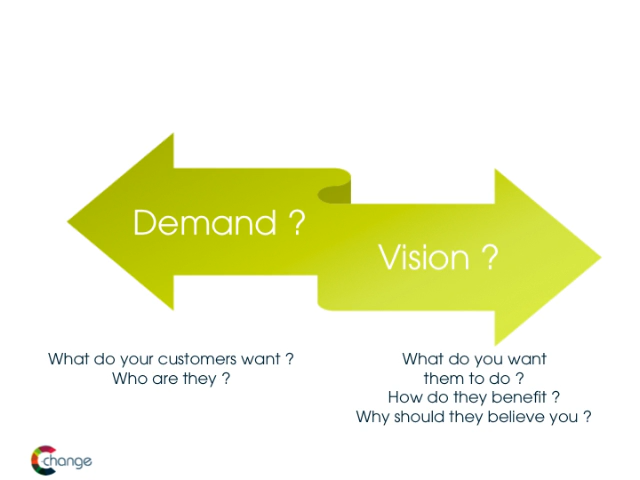 Demand ?
Vision ?
What do your customers want ?
Who are they ?
What do you want
them to do ?
How do they benefit ?
Why should they believe you ?
Cchange